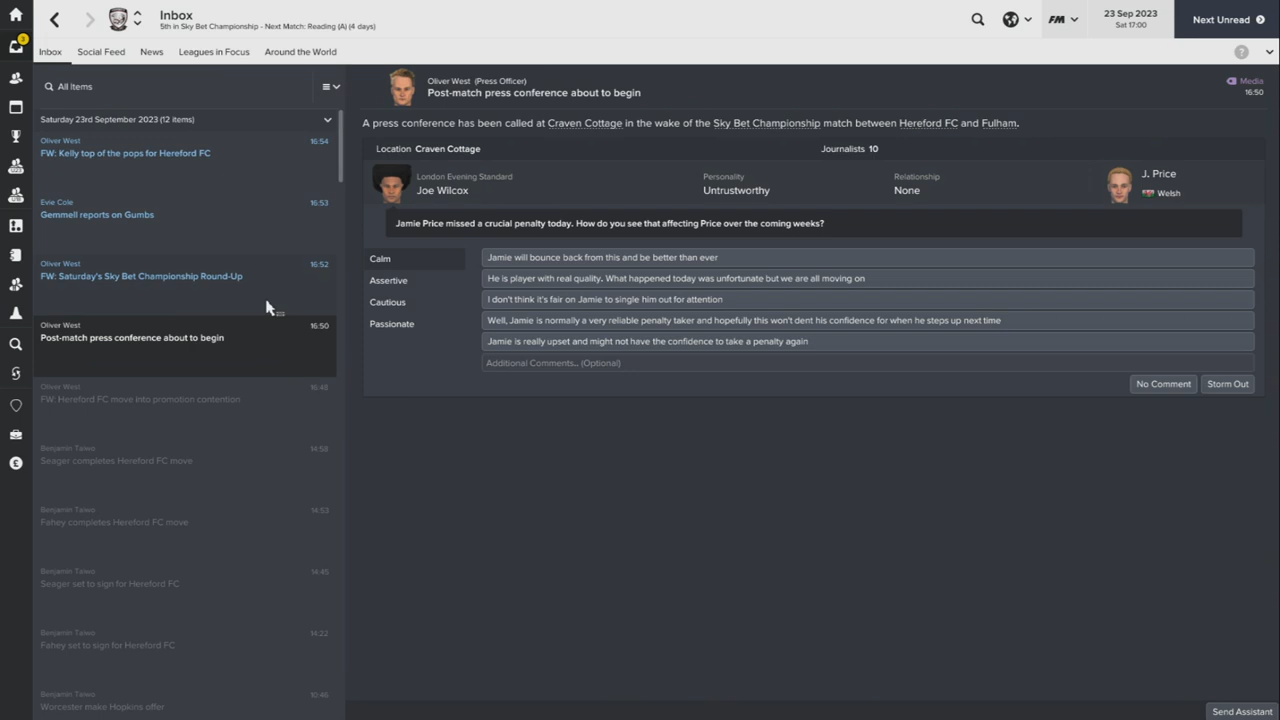 Inbox
5th in Sky Bet Championship - Next Match: Reading (A) (4 days)
FM
23 Sep 2023
Sat 17:00
Next Unread
3
Inbox
Social Feed
News
Leagues in Focus
Around the World
?
All Items
Saturday 23rd September 2023 (12 items)
Oliver West
16:54
FW: Kelly top of the pops for Hereford FC
Evie Cole
16:53
Gemmell reports on Gumbs
Oliver West
16:52
FW: Saturday's Sky Bet Championship Round-Up
Oliver West
16:50
Post-match press conference about to begin
Oliver West
16:48
FW: Hereford FC move into promotion contention
Benjamin Taiwo
14:58
Seager completes Hereford FC move
Benjamin Taiwo
14:53
Fahey completes Hereford FC move
Benjamin Taiwo
14:45
Seager set to sign for Hereford FC
Benjamin Taiwo
14:22
Fahey set to sign for Hereford FC
Benjamin Taiwo
10:46
Worcester make Hopkins offer
Oliver West (Press Officer)
Post-match press conference about to begin
Media
16:50
A press conference has been called at Craven Cottage in the wake of the Sky Bet Championship match between Hereford FC and Fulham.
Location Craven Cottage
Journalists 10
London Evening Standard
Joe Wilcox
Personality
Untrustworthy
Relationship
None
J. Price
Welsh
Jamie Price missed a crucial penalty today. How do you see that affecting Price over the coming weeks?
Calm
Assertive
Cautious
Passionate
Jamie will bounce back from this and be better than ever
He is player with real quality. What happened today was unfortunate but we are all moving on
I don't think it's fair on Jamie to single him out for attention
Well, Jamie is normally a very reliable penalty taker and hopefully this won't dent his confidence for when he steps up next time
Jamie is really upset and might not have the confidence to take a penalty again
Additional Comments... (Optional)
No Comment
Storm Out
Send Assistant